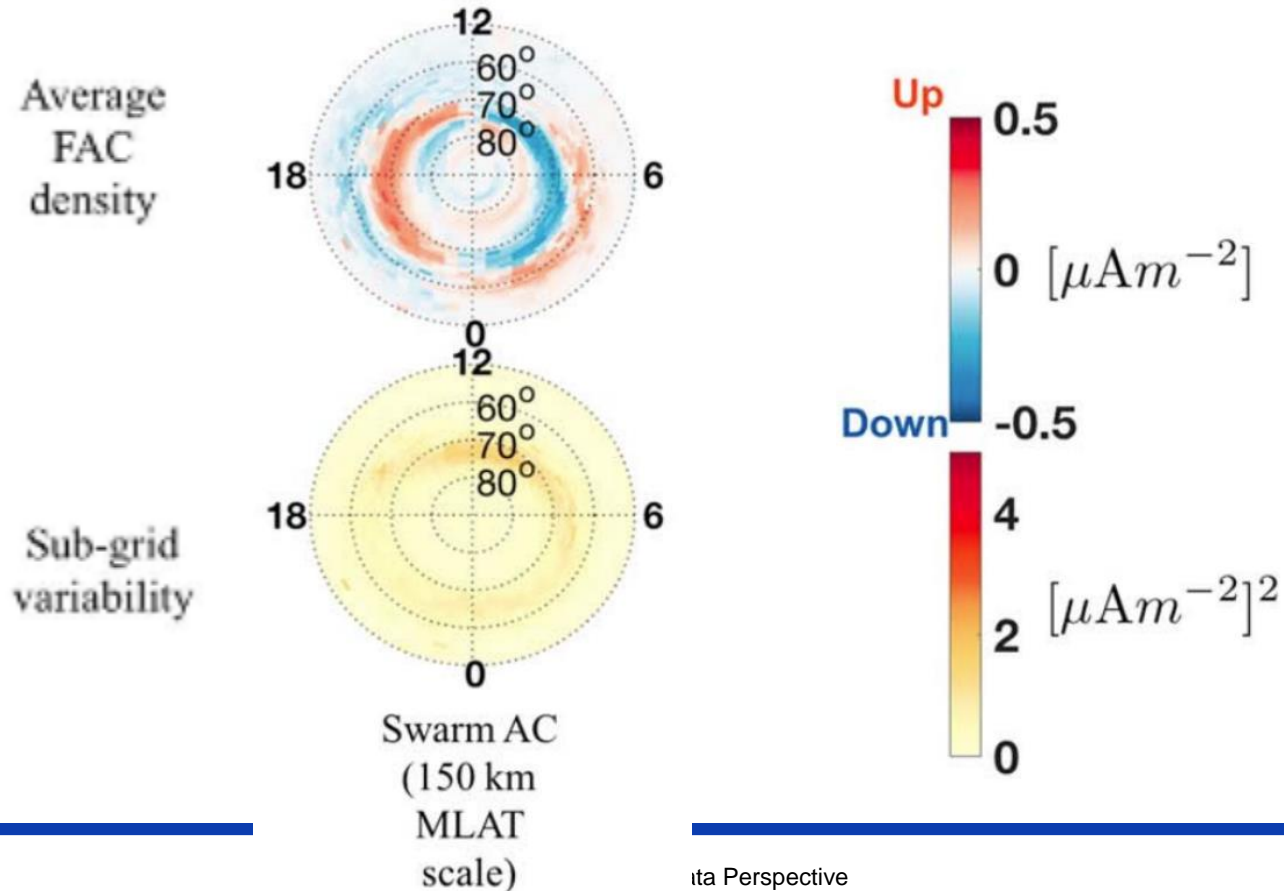 Average
FAC
density
12
60°
70°
80°
18
6
0
Up
0.5
0 [μAm⁻²]
Down
-0.5
Sub-grid
variability
12
60°
70°
80°
18
6
0
4
2 [μAm⁻²]²
0
Swarm AC
(150 km
MLAT
scale)
Perspective